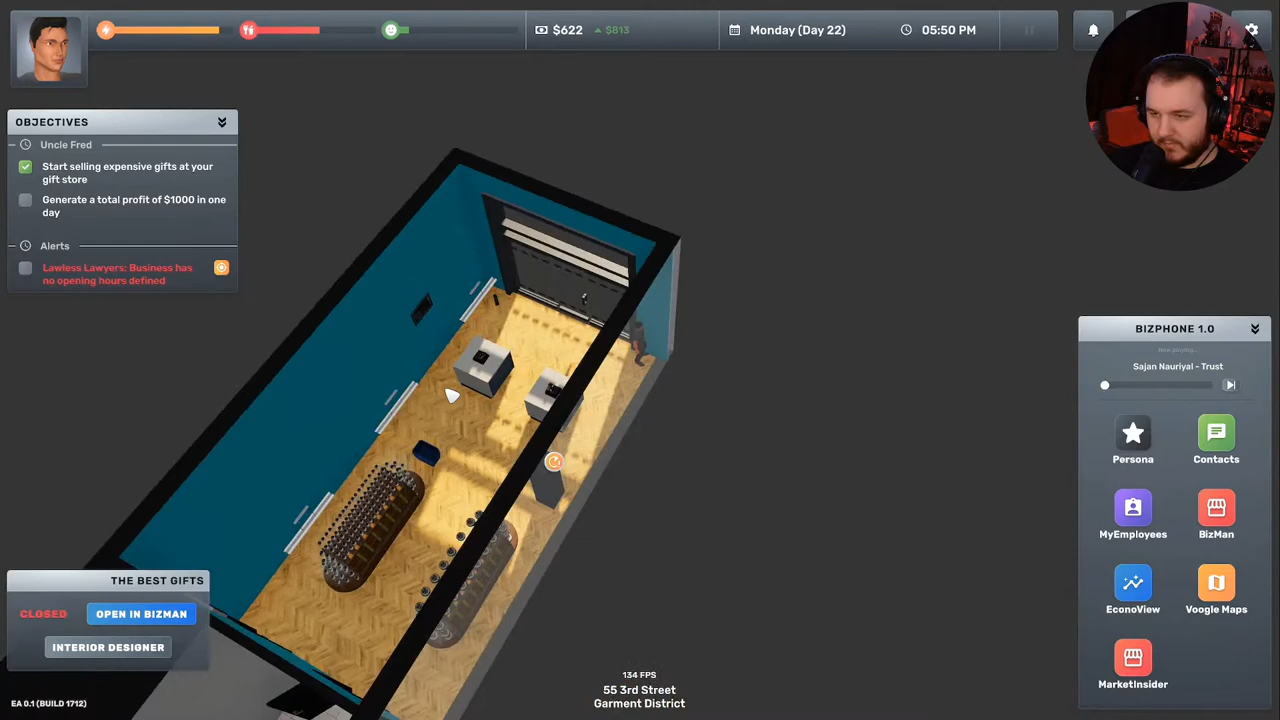 $622 ▲ $813
Monday (Day 22)
05:50 PM
OBJECTIVES
Uncle Fred
Start selling expensive gifts at your
gift store
Generate a total profit of $1000 in one
day
Alerts
Lawless Lawyers: Business has
no opening hours defined
BIZPHONE 1.0
Now playing...
Sajan Nauriyal - Trust
Persona
Contacts
MyEmployees
BizMan
EconoView
Voogle Maps
MarketInsider
THE BEST GIFTS
CLOSED
OPEN IN BIZMAN
INTERIOR DESIGNER
EA 0.1 (BUILD 1712)
134 FPS
55 3rd Street
Garment District